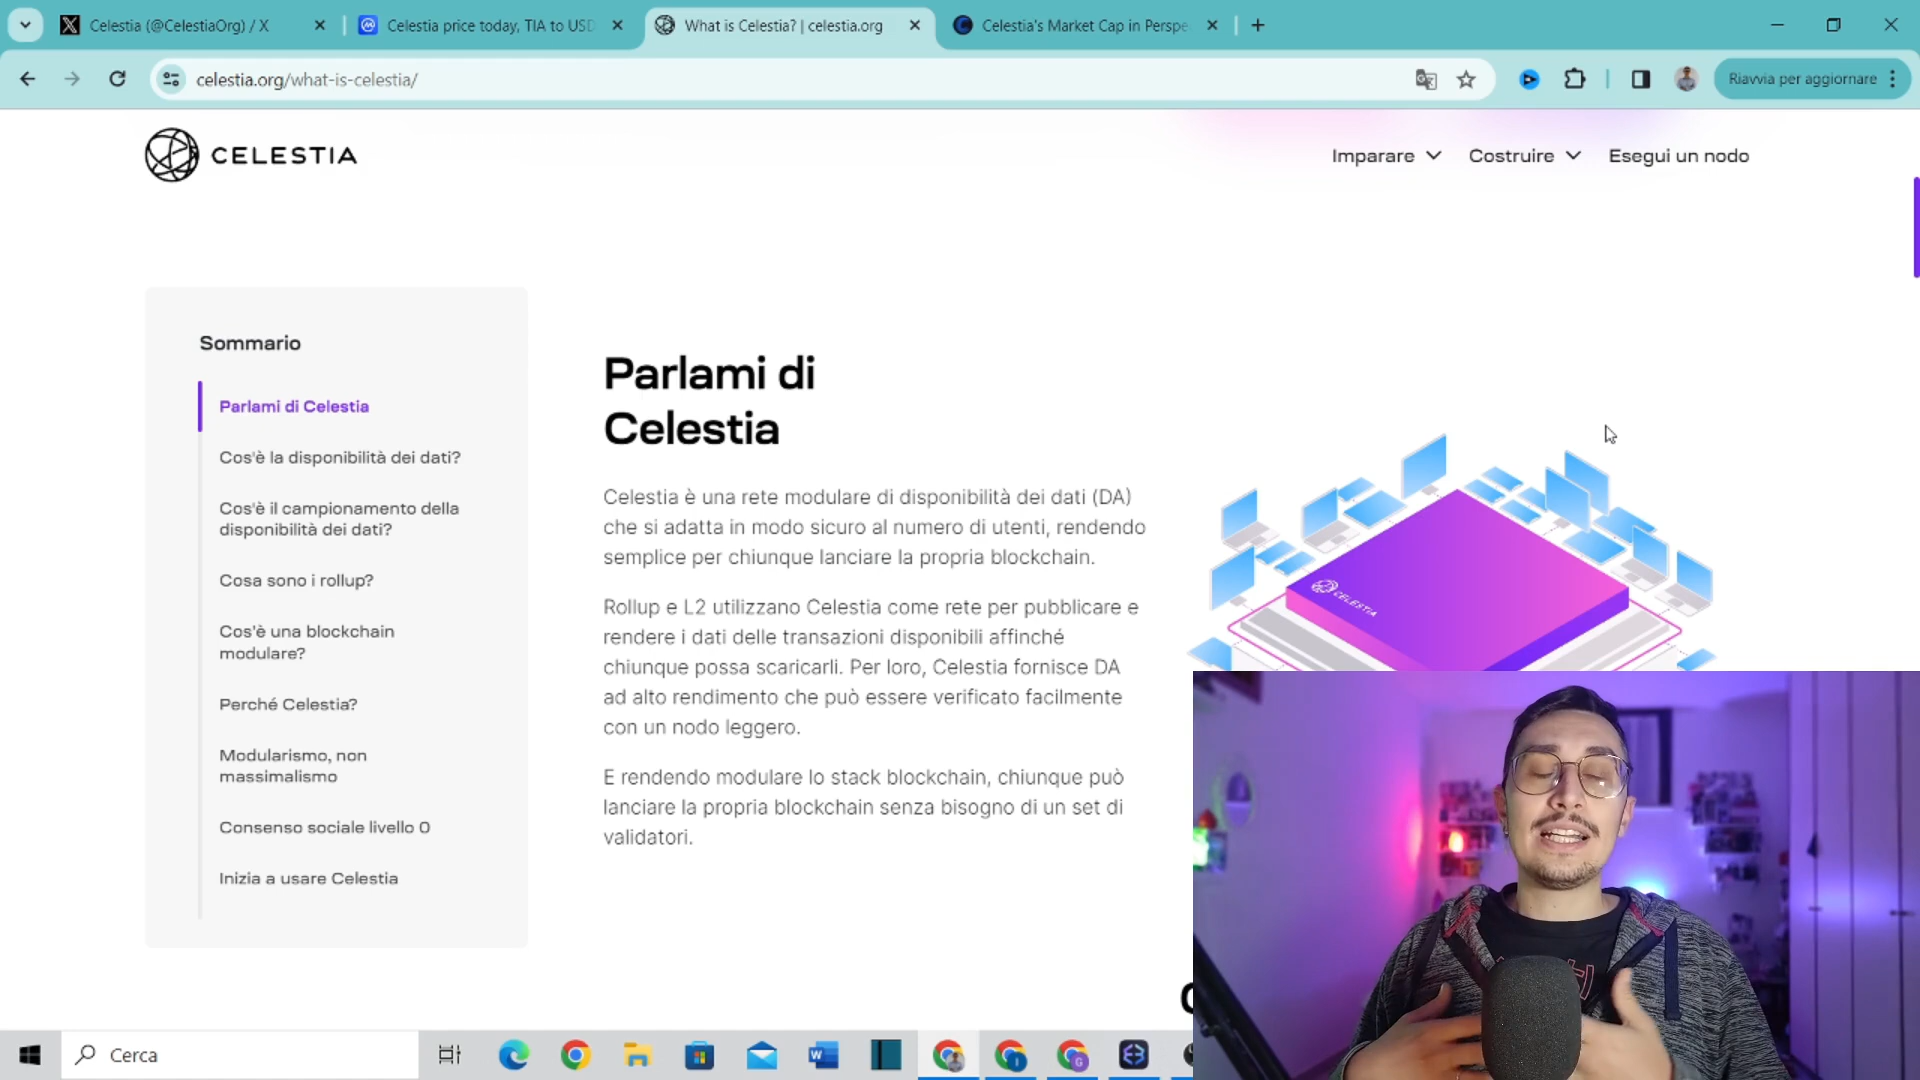 Celestia (@CelestiaOrg) / X
Celestia price today, TIA to USD
What is Celestia? | celestia.org
Celestia's Market Cap in Perspe
celestia.org/what-is-celestia/
Riavvia per aggiornare
CELESTIA
Imparare
Costruire
Esegui un nodo
Sommario
Parlami di Celestia
Cos'è la disponibilità dei dati?
Cos'è il campionamento della
disponibilità dei dati?
Cosa sono i rollup?
Cos'è una blockchain
modulare?
Perché Celestia?
Modularismo, non
massimalismo
Consenso sociale livello 0
Inizia a usare Celestia
Parlami di
Celestia
Celestia è una rete modulare di disponibilità dei dati (DA)
che si adatta in modo sicuro al numero di utenti, rendendo
semplice per chiunque lanciare la propria blockchain.
Rollup e L2 utilizzano Celestia come rete per pubblicare e
rendere i dati delle transazioni disponibili affinché
chiunque possa scaricarli. Per loro, Celestia fornisce DA
ad alto rendimento che può essere verificato facilmente
con un nodo leggero.
E rendendo modulare lo stack blockchain, chiunque può
lanciare la propria blockchain senza bisogno di un set di
validatori.
CELESTIA
Cerca